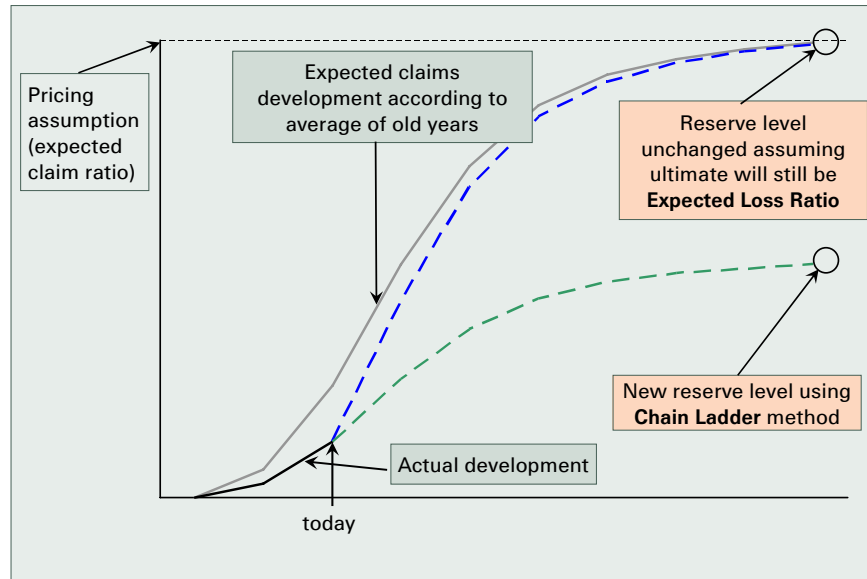 Pricing
assumption
(expected
claim ratio)
Expected claims
development according to
average of old years
Reserve level
unchanged assuming
ultimate will still be
Expected Loss Ratio
New reserve level using
Chain Ladder method
Actual development
today